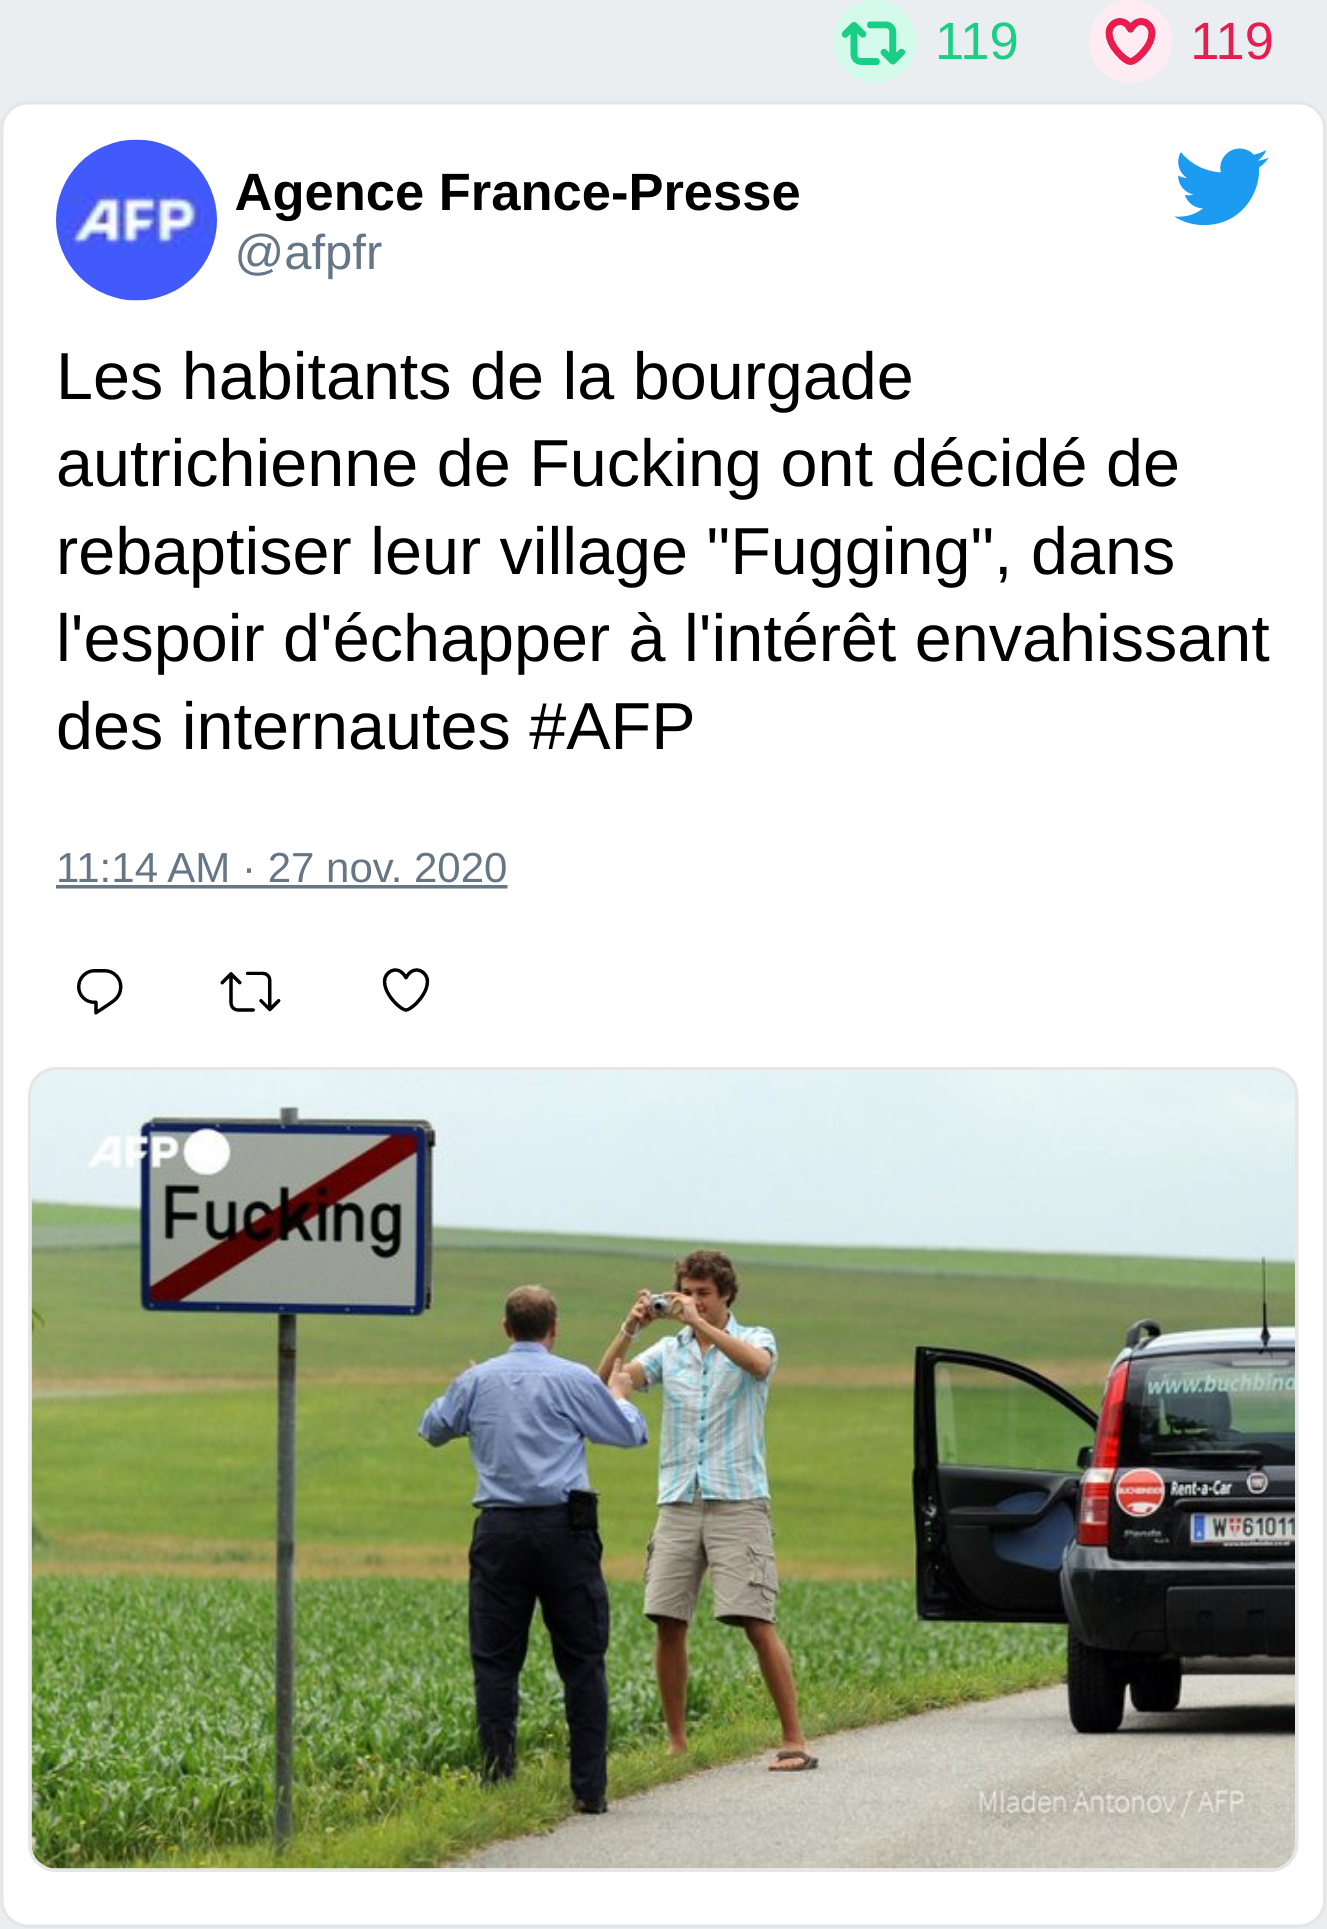 119 119
AFP
Agence France-Presse
@afpfr
Les habitants de la bourgade
autrichienne de Fucking ont décidé de
rebaptiser leur village "Fugging", dans
l'espoir d'échapper à l'intérêt envahissant
des internautes #AFP
11:14 AM · 27 nov. 2020
AFP
Fucking
www.buchbind
BUCHBINDER
Rent-a-Car
Panda
W 61011
Mladen Antonov / AFP